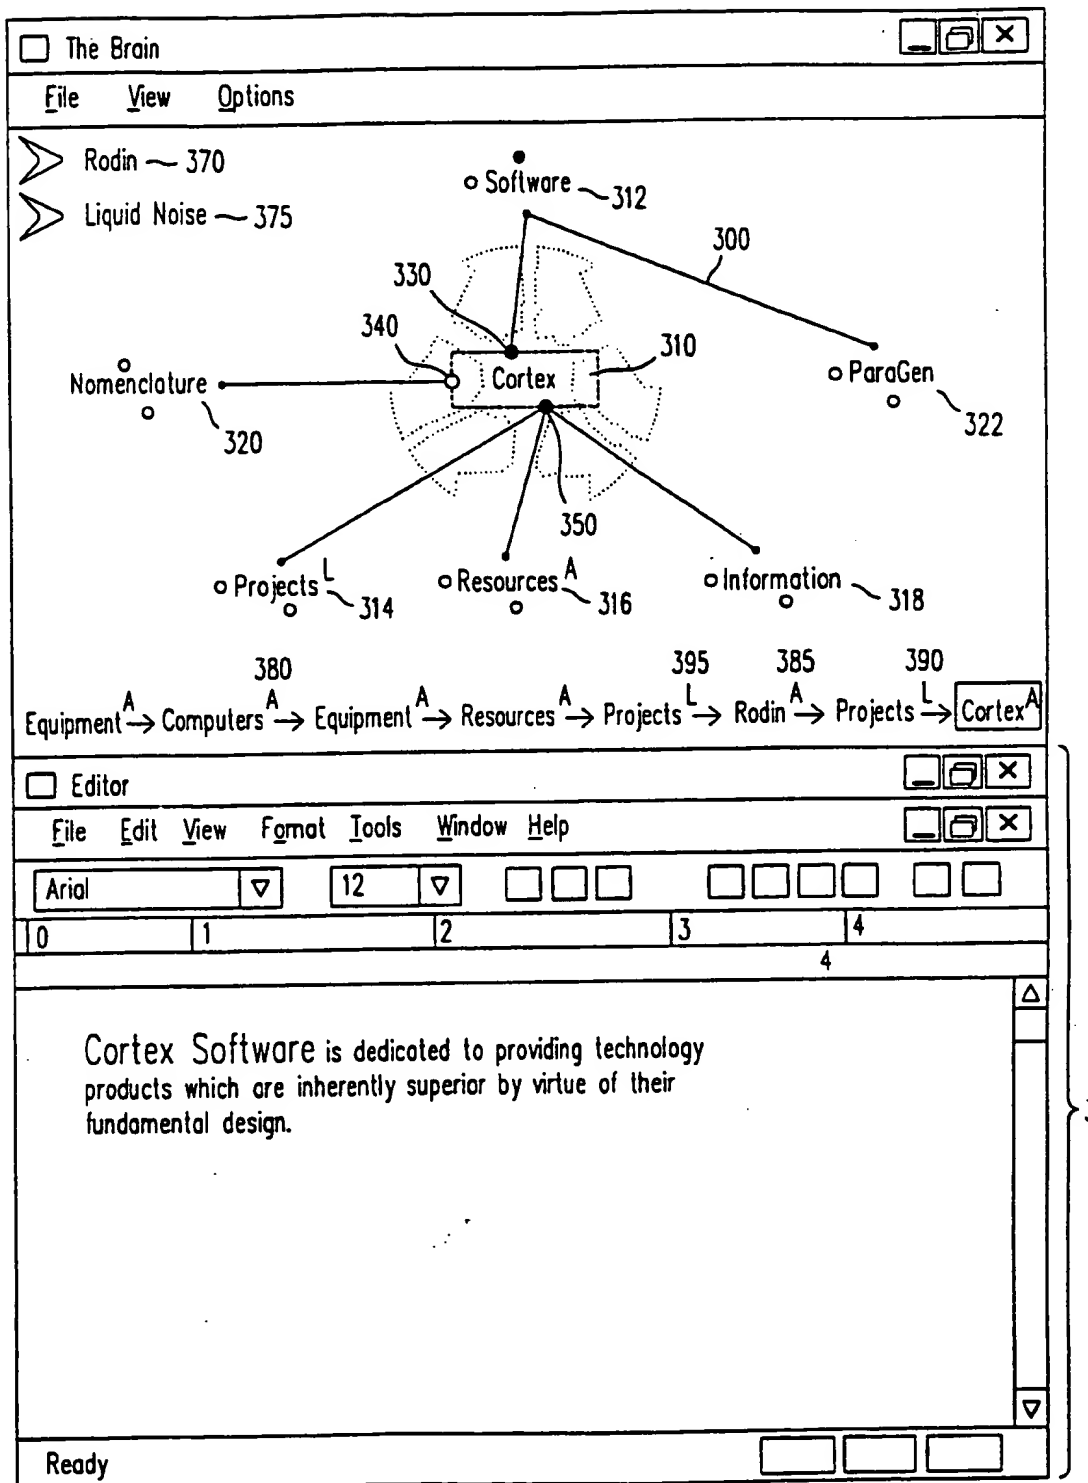 The Brain
File View Options
Rodin 370
Liquid Noise 375
Software 312
300
330
340
310
Cortex
Nomenclature
320
ParaGen
322
350
Projects L 314
Resources A 316
Information 318
380 395 385 390
Equipment A → Computers A → Equipment A → Resources A → Projects L → Rodin A → Projects L → Cortex A
Editor
File Edit View Fomat Tools Window Help
Arial 12
0 1 2 3 4
4
Cortex Software is dedicated to providing technology
products which are inherently superior by virtue of their
fundamental design.
Ready